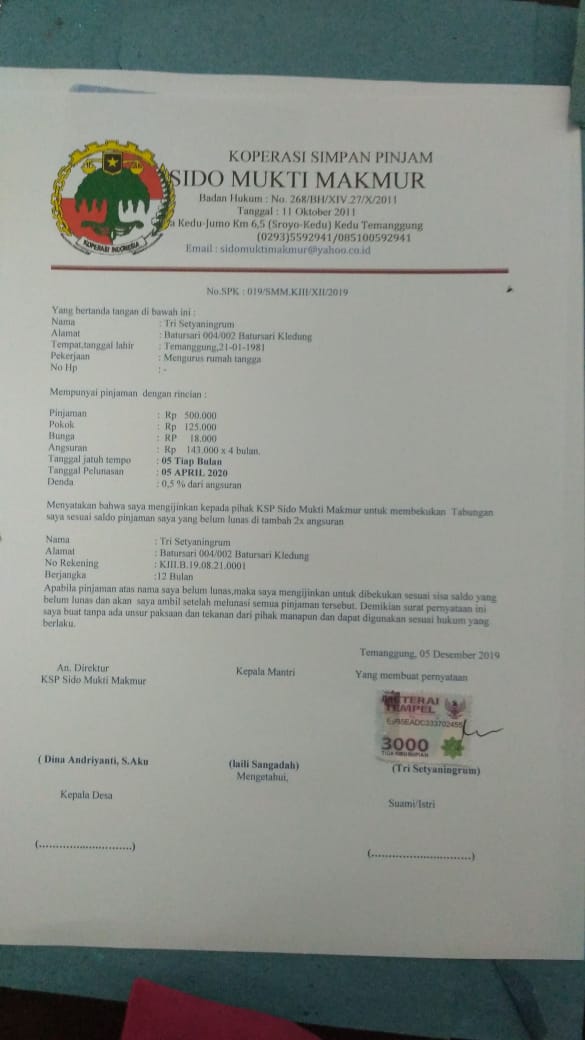 KOPERASI SIMPAN PINJAM
SIDO MUKTI MAKMUR
Badan Hukum : No. 268/BH/XIV.27/X/2011
Tanggal : 11 Oktober 2011
a Kedu-Jumo Km 6,5 (Sroyo-Kedu) Kedu Temanggung
(0293)5592941/085100592941
Email : sidomuktimakmur@yahoo.co.id
KOPERASI INDONESIA
No.SPK : 019/SMM.KIII/XII/2019
Yang bertanda tangan di bawah ini :
Nama : Tri Setyaningrum
Alamat : Batursari 004/002 Batursari Kledung
Tempat,tanggal lahir : Temanggung,21-01-1981
Pekerjaan : Mengurus rumah tangga
No Hp : -
Mempunyai pinjaman dengan rincian :
Pinjaman : Rp 500.000
Pokok : Rp 125.000
Bunga : RP 18.000
Angsuran : Rp 143.000 x 4 bulan.
Tanggal jatuh tempo : 05 Tiap Bulan
Tanggal Pelunasan : 05 APRIL 2020
Denda : 0,5 % dari angsuran
Menyatakan bahwa saya mengijinkan kepada pihak KSP Sido Mukti Makmur untuk membekukan Tabungan
saya sesuai saldo pinjaman saya yang belum lunas di tambah 2x angsuran
Nama : Tri Setyaningrum
Alamat : Batursari 004/002 Batursari Kledung
No Rekening : KIII.B.19.08.21.0001
Berjangka :12 Bulan
Apabila pinjaman atas nama saya belum lunas,maka saya mengijinkan untuk dibekukan sesuai sisa saldo yang
belum lunas dan akan saya ambil setelah melunasi semua pinjaman tersebut. Demikian surat pernyataan ini
saya buat tanpa ada unsur paksaan dan tekanan dari pihak manapun dan dapat digunakan sesuai hukum yang
berlaku.
Temanggung, 05 Desember 2019
An. Direktur Kepala Mantri Yang membuat pernyataan
KSP Sido Mukti Makmur
METERAI
TEMPEL
3000
TIGA RIBU RUPIAH
( Dina Andriyanti, S.Aku (laili Sangadah) (Tri Setyaningrum)
Mengetahui,
Kepala Desa Suami/Istri
(..........................) (............................)